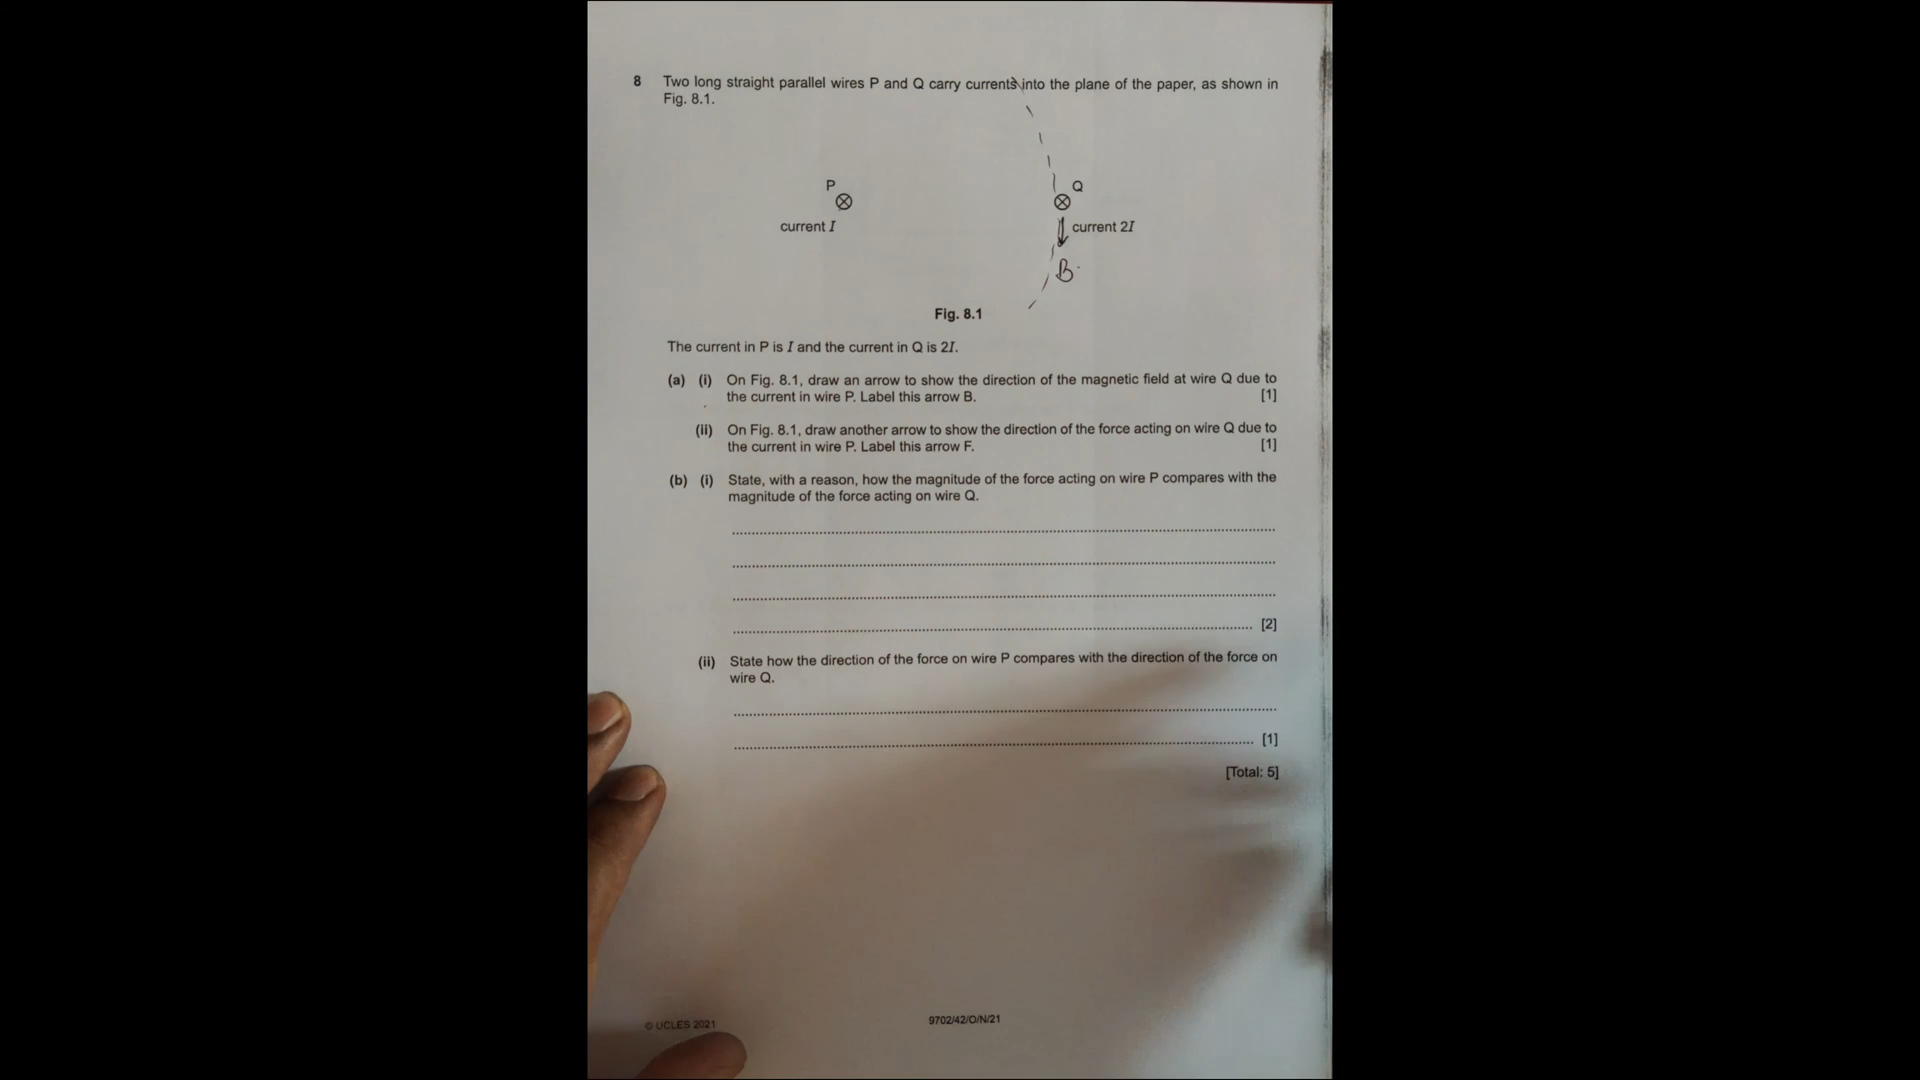 8 Two long straight parallel wires P and Q carry currents into the plane of the paper, as shown in
Fig. 8.1.
P
Q
current I
current 2I
B
Fig. 8.1
The current in P is I and the current in Q is 2I.
(a) (i) On Fig. 8.1, draw an arrow to show the direction of the magnetic field at wire Q due to
the current in wire P. Label this arrow B. [1]
(ii) On Fig. 8.1, draw another arrow to show the direction of the force acting on wire Q due to
the current in wire P. Label this arrow F. [1]
(b) (i) State, with a reason, how the magnitude of the force acting on wire P compares with the
magnitude of the force acting on wire Q.
[2]
(ii) State how the direction of the force on wire P compares with the direction of the force on
wire Q.
[1]
[Total: 5]
© UCLES 2021
9702/42/O/N/21